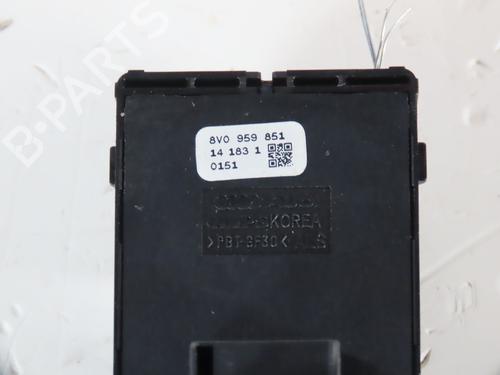 8V0 959 851
14 183 1
0151
KOREA
>PBT-GF30<
B-PARTS